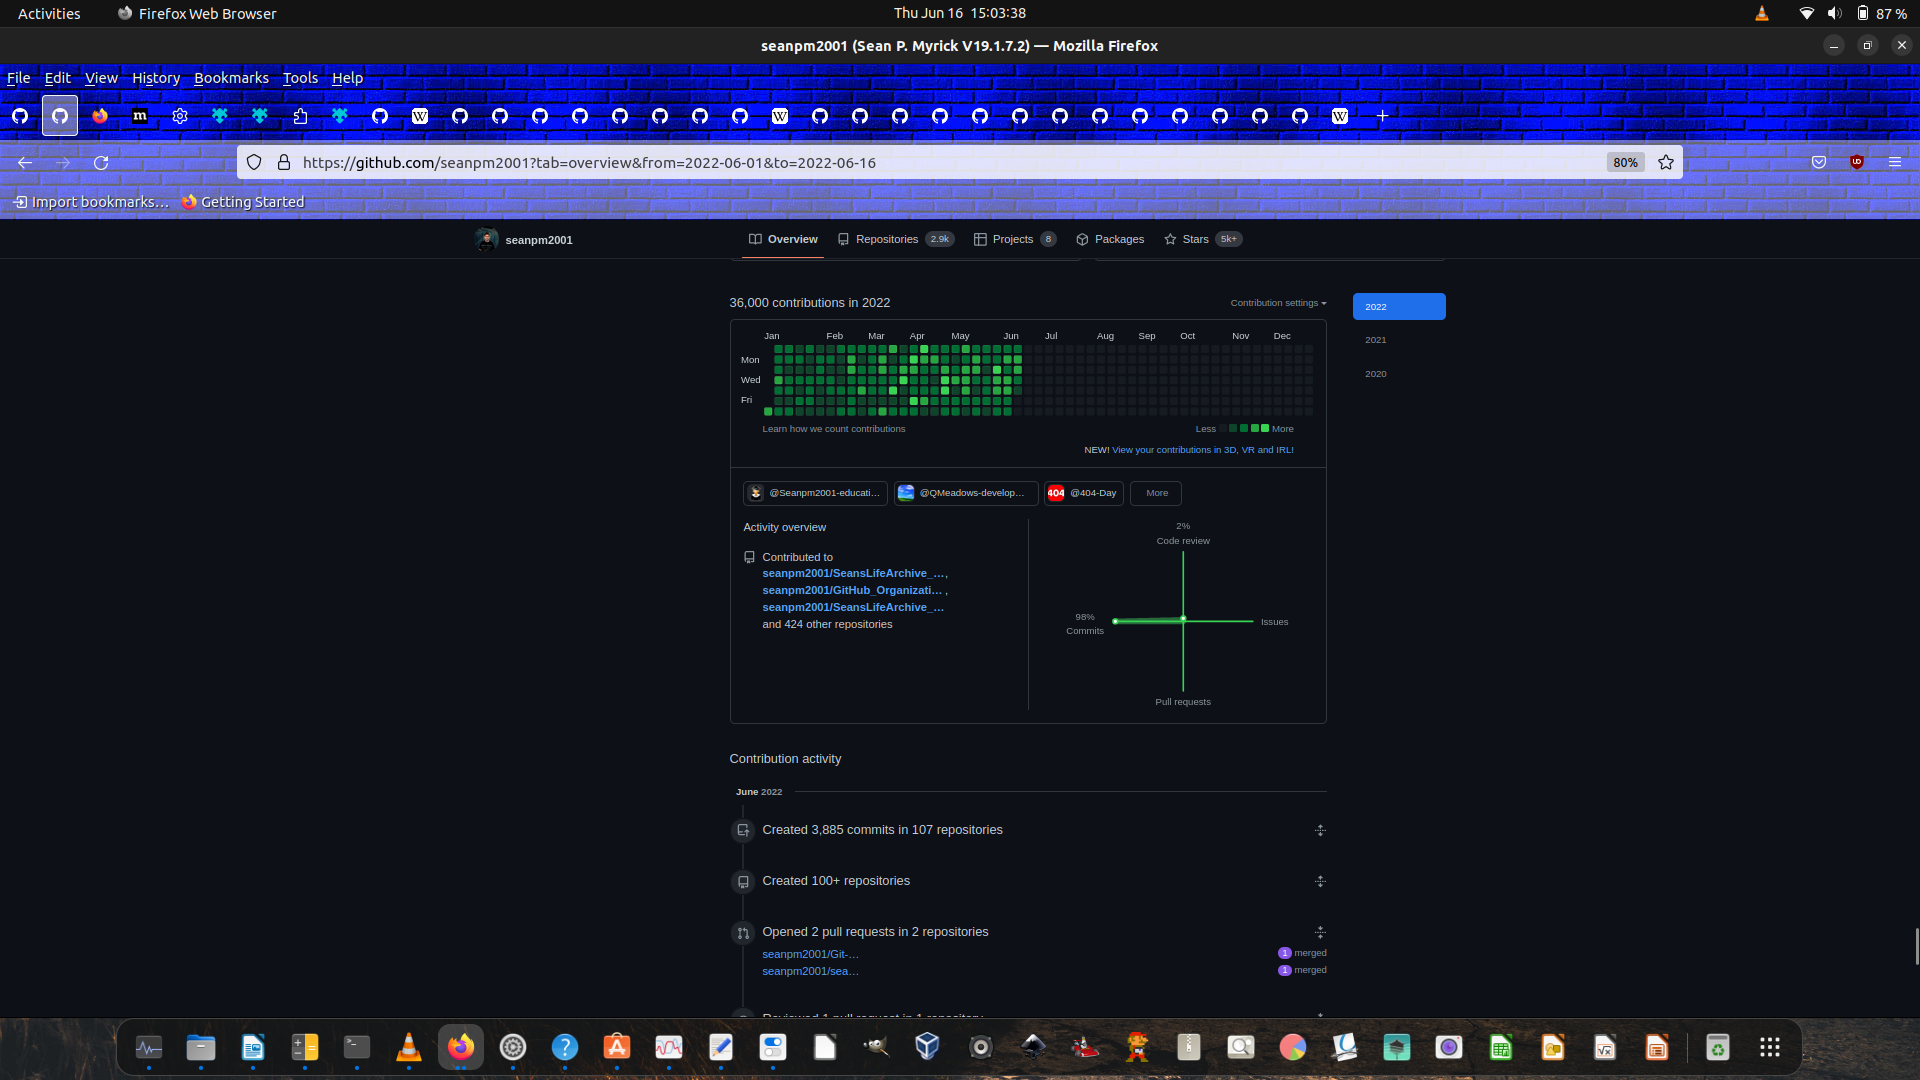 Activities Firefox Web Browser Thu Jun 16 15:03:38 87 %
seanpm2001 (Sean P. Myrick V19.1.7.2) — Mozilla Firefox
File Edit View History Bookmarks Tools Help
https://github.com/seanpm2001?tab=overview&from=2022-06-01&to=2022-06-16 80%
Import bookmarks… Getting Started
seanpm2001 Overview Repositories 2.9k Projects 8 Packages Stars 5k+
36,000 contributions in 2022 Contribution settings 2022
Jan Feb Mar Apr May Jun Jul Aug Sep Oct Nov Dec
2021
Mon
2020
Wed
Fri
Learn how we count contributions Less More
NEW! View your contributions in 3D, VR and IRL!
@Seanpm2001-educati… @QMeadows-develop… 404 @404-Day More
Activity overview
2%
Code review
Contributed to
seanpm2001/SeansLifeArchive_…,
seanpm2001/GitHub_Organizati… ,
seanpm2001/SeansLifeArchive_…
and 424 other repositories
98%
Commits
Issues
Pull requests
Contribution activity
June 2022
Created 3,885 commits in 107 repositories
Created 100+ repositories
Opened 2 pull requests in 2 repositories
seanpm2001/Git-… 1 merged
seanpm2001/sea… 1 merged
Reviewed 1 pull request in 1 repository